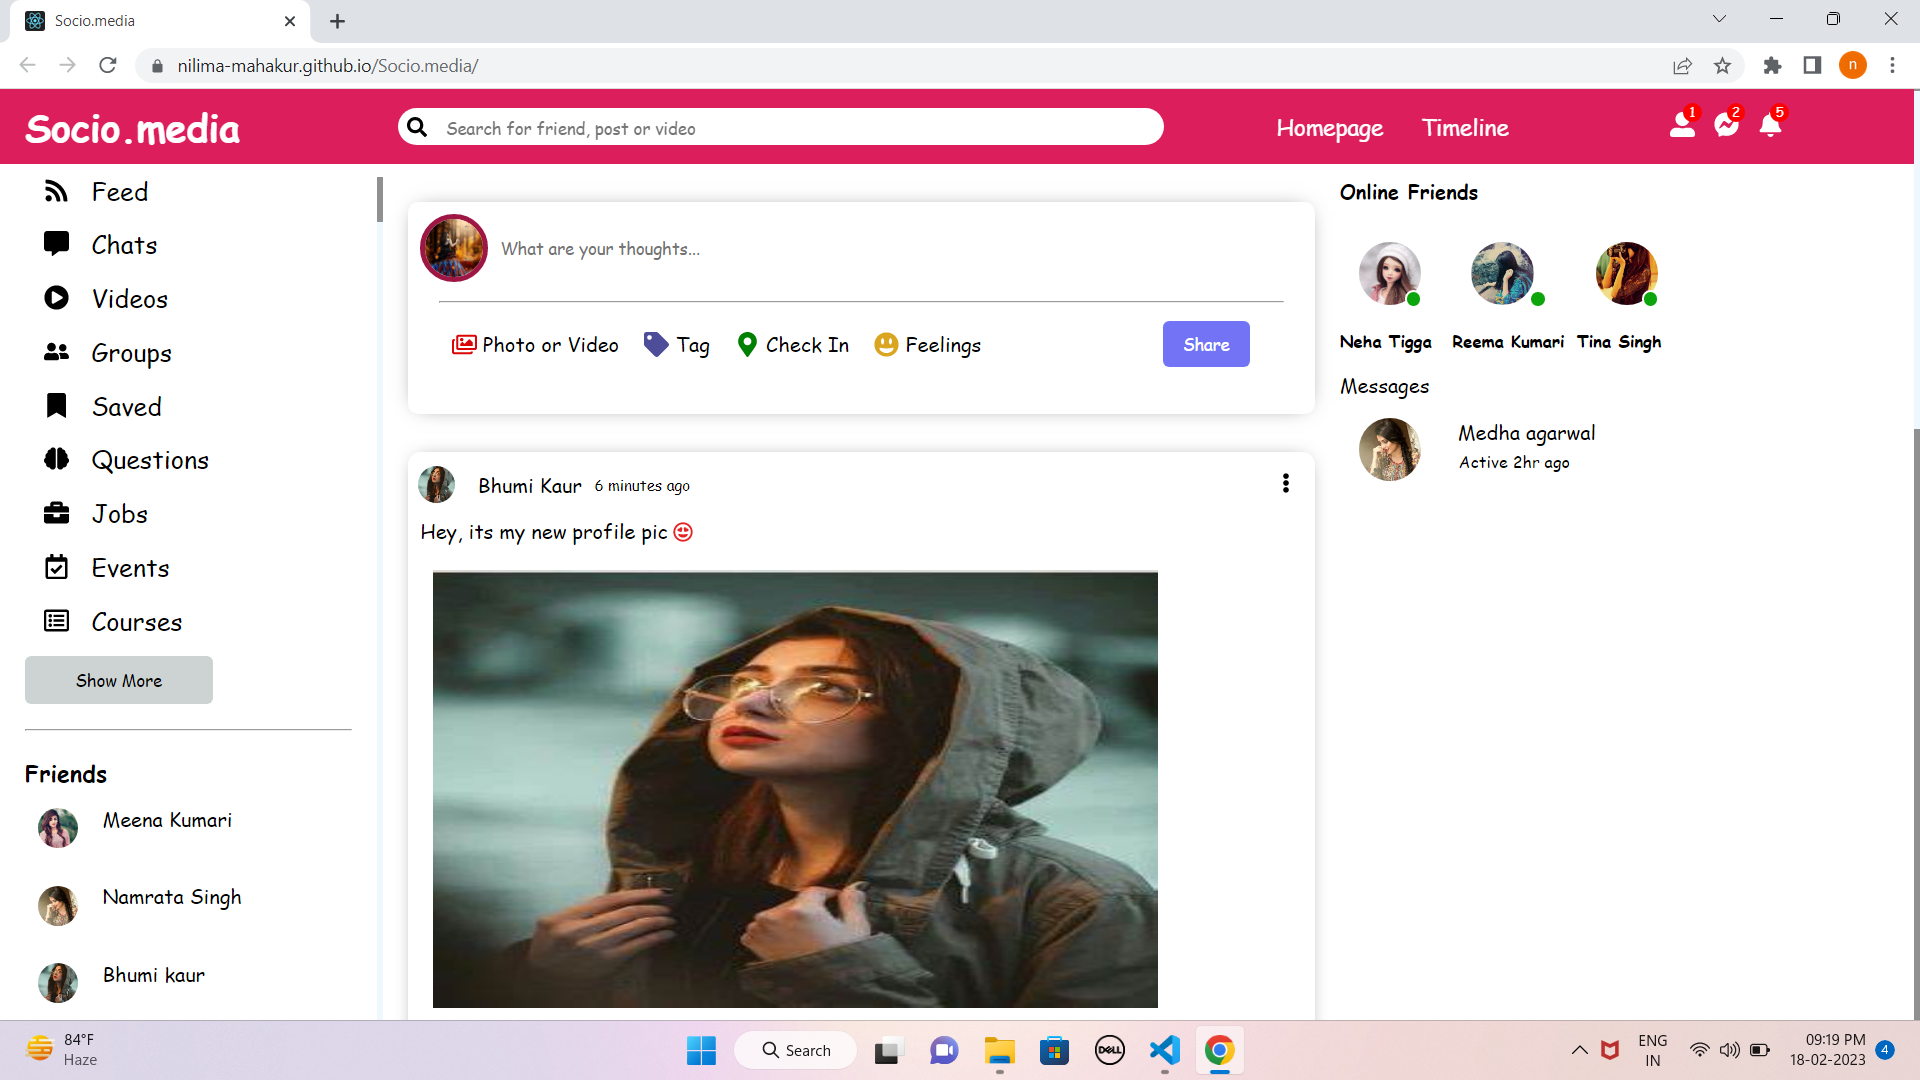 Socio.media
nilima-mahakur.github.io/Socio.media/
n
Socio.media
Search for friend, post or video
Homepage
Timeline
1
2
5
Feed
Chats
Videos
Groups
Saved
Questions
Jobs
Events
Courses
Show More
Friends
Meena Kumari
Namrata Singh
Bhumi kaur
What are your thoughts...
Photo or Video
Tag
Check In
Feelings
Share
Bhumi Kaur 6 minutes ago
Hey, its my new profile pic
Online Friends
Neha Tigga
Reema Kumari
Tina Singh
Messages
Medha agarwal
Active 2hr ago
84°F
Haze
Search
DELL
ENG
IN
09:19 PM
18-02-2023
4